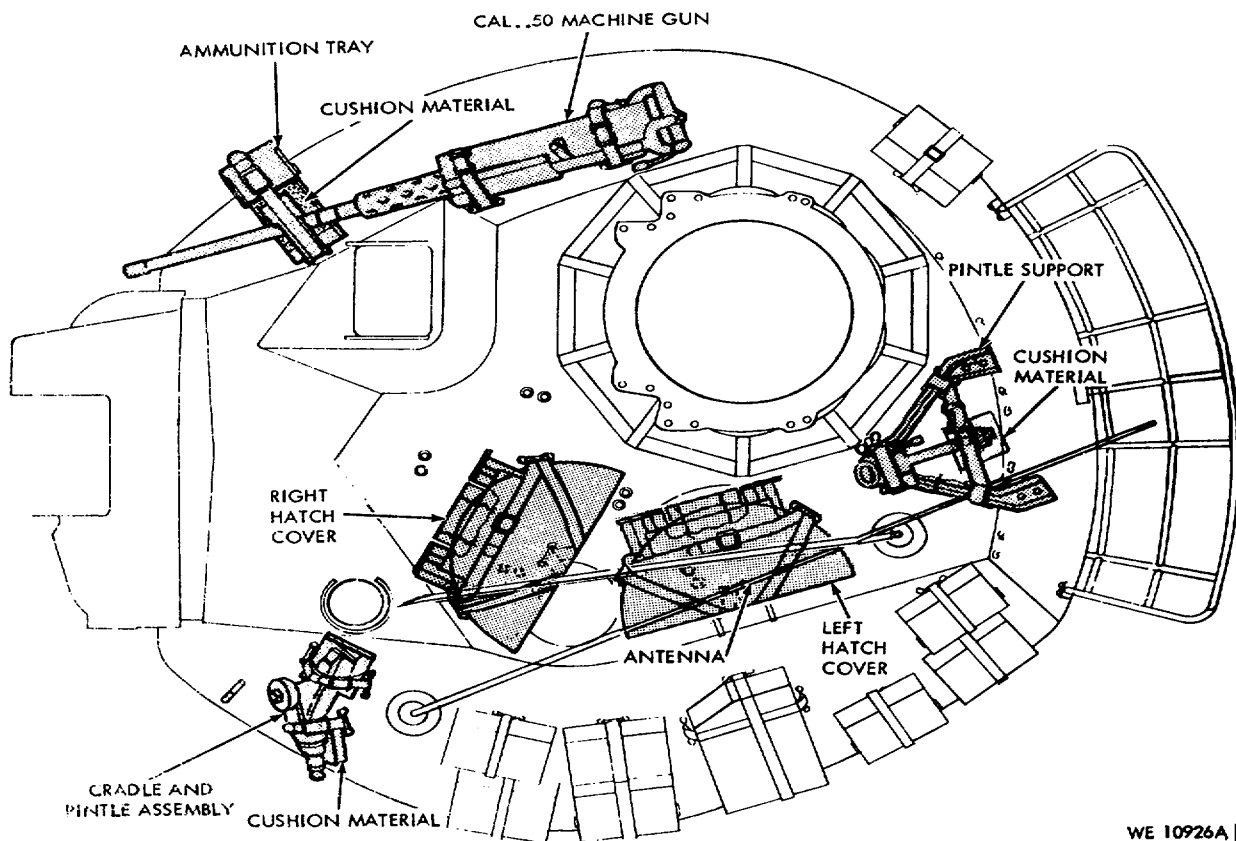 CAL..50 MACHINE GUN
AMMUNITION TRAY
CUSHION MATERIAL
PINTLE SUPPORT
CUSHION
MATERIAL
RIGHT
HATCH
COVER
ANTENNA
LEFT
HATCH
COVER
CRADLE AND
PINTLE ASSEMBLY
CUSHION MATERIAL
WE 10926A